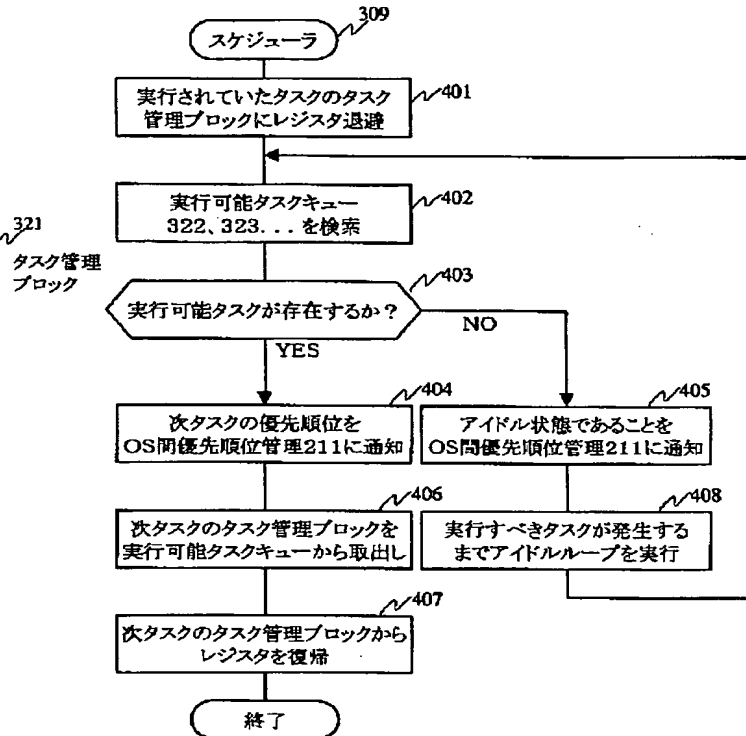 スケジューラ
309
実行されていたタスクのタスク
管理ブロックにレジスタ退避
401
実行可能タスクキュー
322、323...を検索
402
321
タスク管理
ブロック
実行可能タスクが存在するか?
403
YES
NO
次タスクの優先順位を
OS間優先順位管理211に通知
404
アイドル状態であることを
OS間優先順位管理211に通知
405
次タスクのタスク管理ブロックを
実行可能タスクキューから取出し
406
実行すべきタスクが発生する
までアイドルループを実行
408
次タスクのタスク管理ブロックから
レジスタを復帰
407
終了